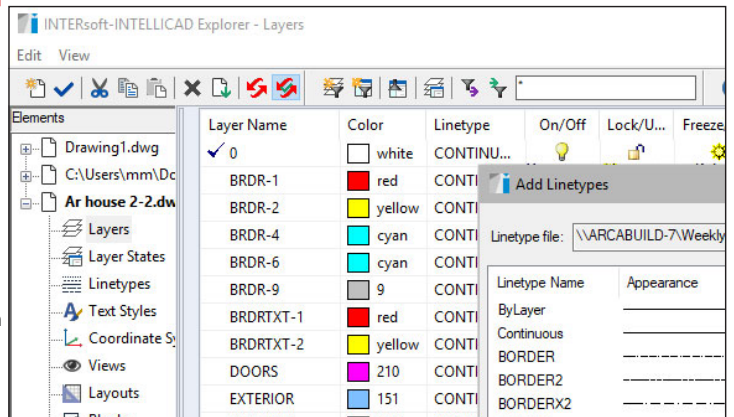 INTERsoft-INTELLICAD Explorer - Layers
Edit View
*
Elements
Drawing1.dwg
C:\Users\mm\Do
Ar house 2-2.dw
Layers
Layer States
Linetypes
Text Styles
Coordinate Sy
Views
Layouts
Layer Name Color Linetype On/Off Lock/U... Freeze/
0 white CONTINU...
BRDR-1 red CONTI
BRDR-2 yellow CONTI
BRDR-4 cyan CONTI
BRDR-6 cyan CONTI
BRDR-9 9 CONTI
BRDRTXT-1 red CONTI
BRDRTXT-2 yellow CONTI
DOORS 210 CONTI
EXTERIOR 151 CONTI
Add Linetypes
Linetype file: \\ARCABUILD-7\Weekly
Linetype Name Appearance
ByLayer
Continuous
BORDER
BORDER2
BORDERX2